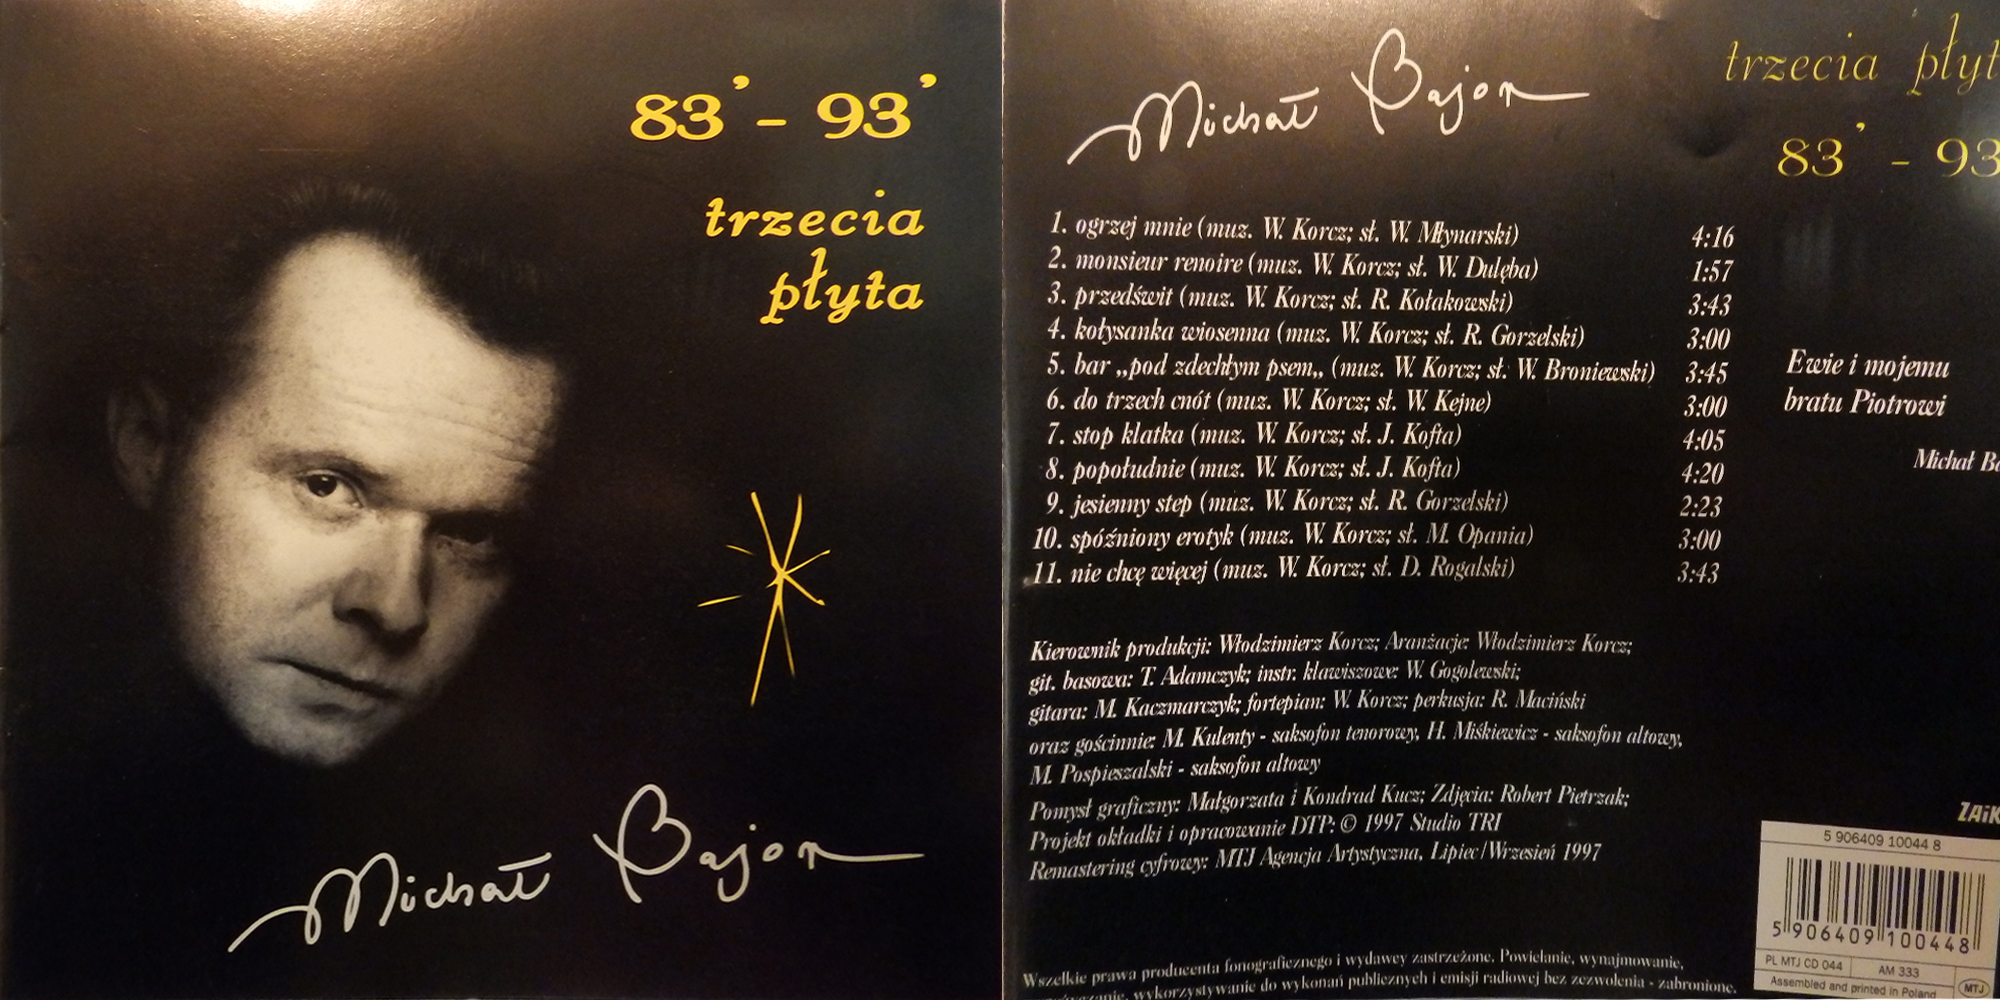 83' - 93'
trzecia
płyta
Michał Bajor
Michał Bajor
trzecia
83' - 93
1. ogrzej mnie (muz. W. Korcz; sł. W. Młynarski) 4:16
2. monsieur renoire (muz. W. Korcz; sł. W. Dulęba) 1:57
3. przedświt (muz. W. Korcz; sł. R. Kołakowski) 3:43
4. kołysanka wiosenna (muz. W. Korcz; sł. R. Gorzelski) 3:00
5. bar „pod zdechłym psem„ (muz. W. Korcz; sł. W. Broniewski) 3:45
6. do trzech cnót (muz. W. Korcz; sł. W. Kejne) 3:00
7. stop klatka (muz. W. Korcz; sł. J. Kofta) 4:05
8. popołudnie (muz. W. Korcz; sł. J. Kofta) 4:20
9. jesienny step (muz. W. Korcz; sł. R. Gorzelski) 2:23
10. spóźniony erotyk (muz. W. Korcz; sł. M. Opania) 3:00
11. nie chcę więcej (muz. W. Korcz; sł. D. Rogalski) 3:43
Ewie i mojemu
bratu Piotrowi
Michał
Kierownik produkcji: Włodzimierz Korcz; Aranżacje: Włodzimierz Korcz;
git. basowa: T. Adamczyk; instr. klawiszowe: W. Gogolewski;
gitara: M. Kaczmarczyk; fortepian: W. Korcz; perkusja: R. Maciński
oraz gościnnie: M. Kulenty - saksofon tenorowy, H. Miśkiewicz - saksofon altowy,
M. Pospieszalski - saksofon altowy
Pomysł graficzny: Małgorzata i Kondrad Kucz; Zdjęcia: Robert Pietrzak;
Projekt okładki i opracowanie DTP: © 1997 Studio TRI
Remastering cyfrowy: MTJ Agencja Artystyczna, Lipiec/Wrzesień 1997
Wszelkie prawa producenta fonograficznego i wydawcy zastrzeżone. Powielanie, wynajmowanie,
wykorzystywanie do wykonań publicznych i emisji radiowej bez zezwolenia - zabronione.
ZAiK
5 906409 10044 8
5 906409 100448
PL MTJ CD 044 AM 333
Assembled and printed in Poland MTJ